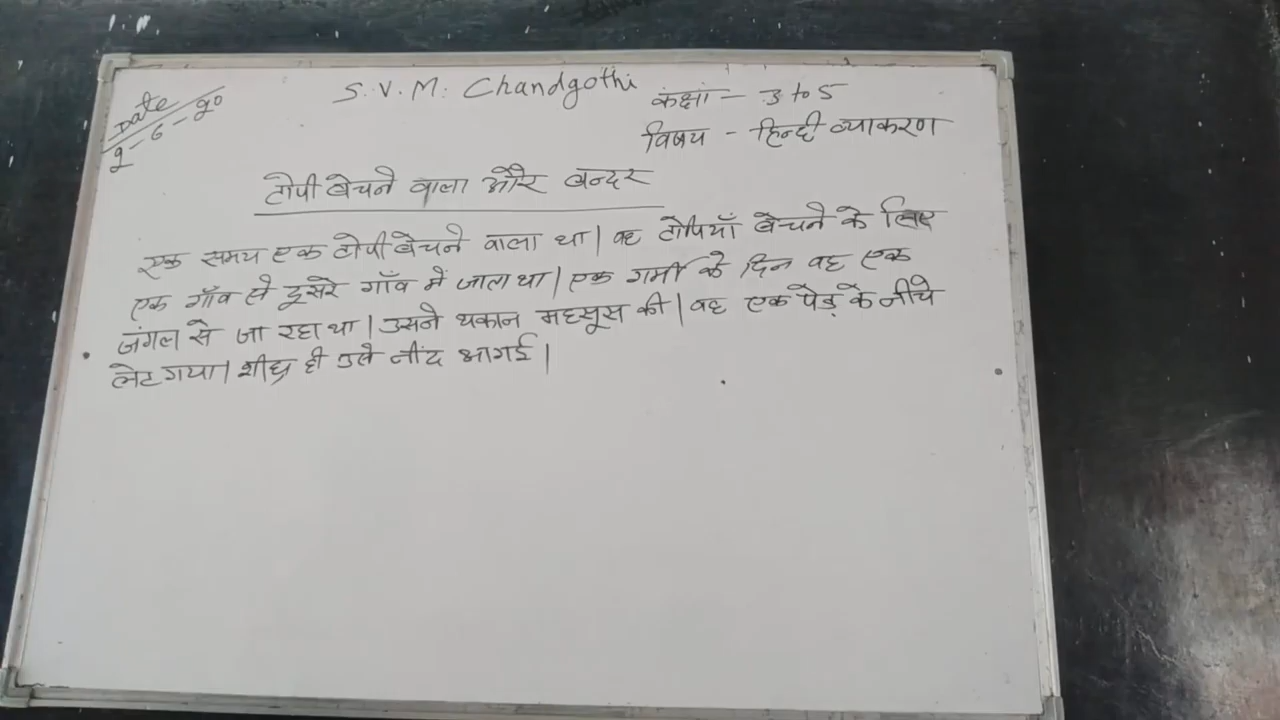 Date
9-6-20
S.V.M. Chandgothi
कक्षा - 3 to 5
विषय - हिन्दी व्याकरण
टोपी बेचने वाला और बन्दर
एक समय एक टोपी बेचने वाला था। वह टोपियाँ बेचने के लिए
एक गाँव से दूसरे गाँव में जाता था। एक गर्मी के दिन वह एक
जंगल से जा रहा था। उसने थकान महसूस की। वह एक पेड़ के नीचे
लेट गया। शीघ्र ही उसे नींद आगई।